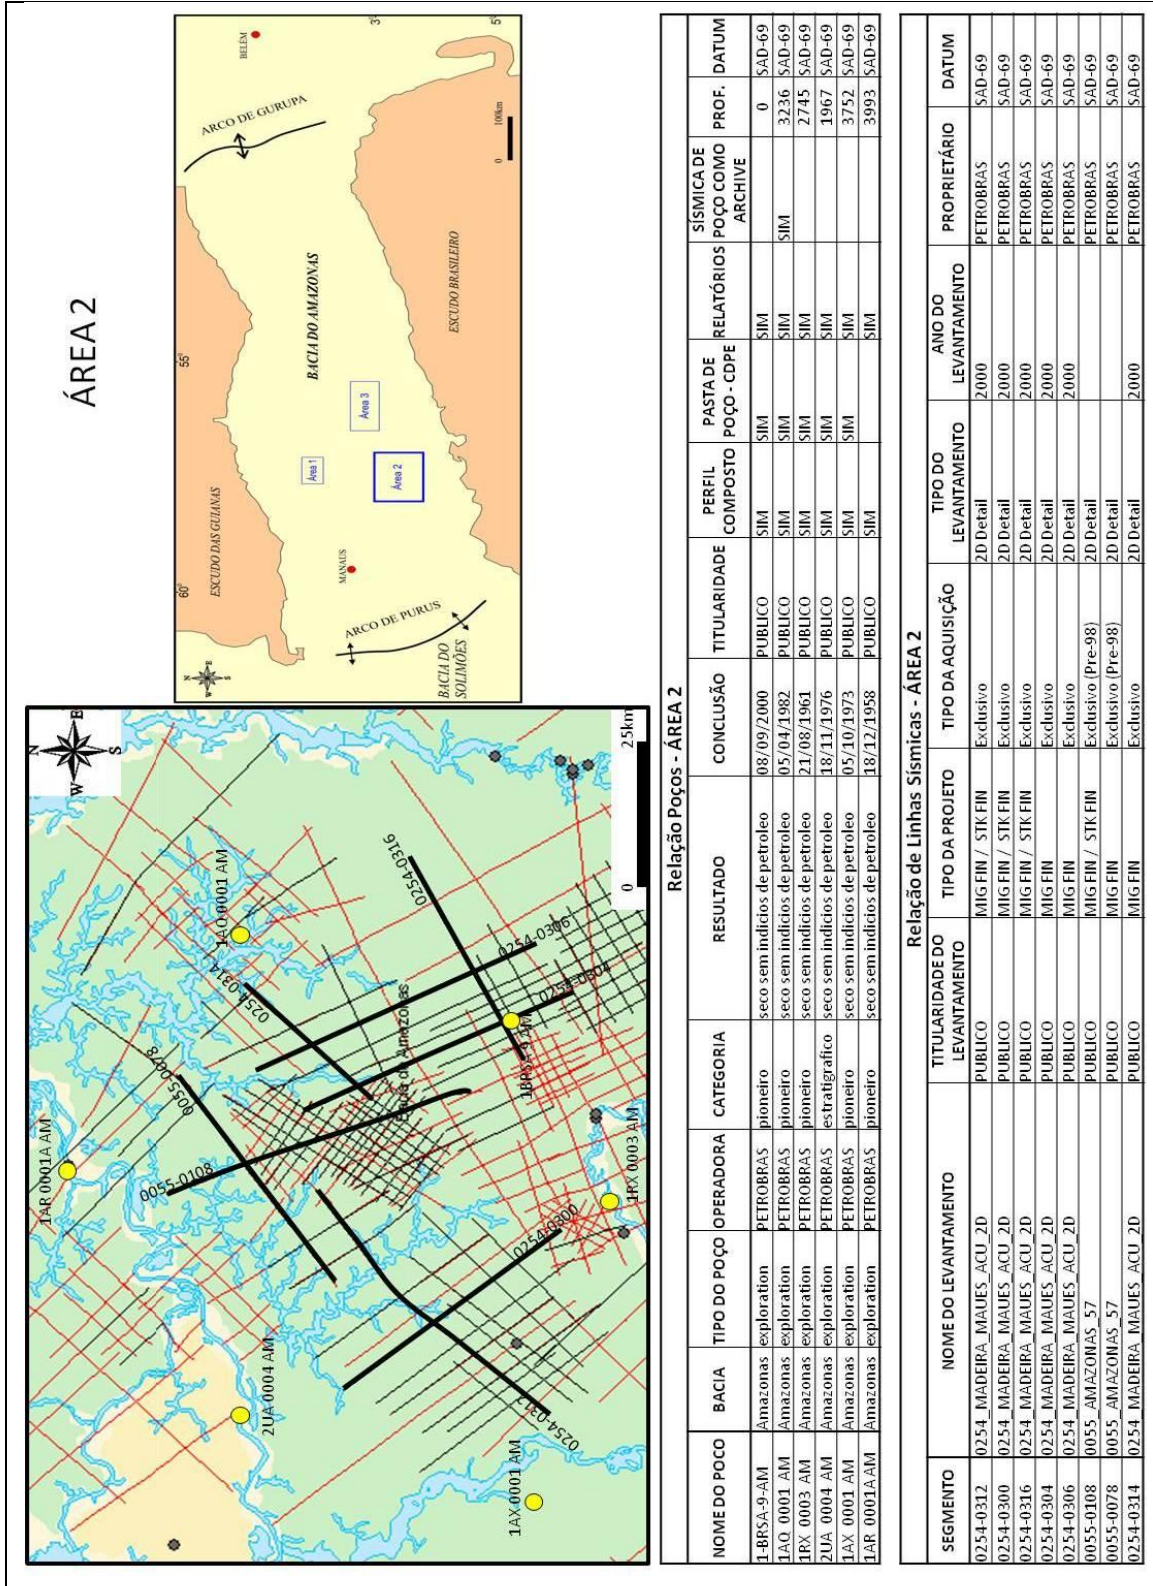 ÁREA 2
N
W E
S
1AR 0001A AM
0055-0078
0055-0108
2UA 0004 AM
1AX 0001 AM
0254-0314
1AQ 0001 AM
0254-0316
0254-0306
0254-0304
0254-0300
0254-0312
1RX 0003 AM
0 25km
60°
55°
3°
5°
N
W E
S
ESCUDO DAS GUIANAS
MANAUS
ARCO DE PURUS
BACIA DO
SOLIMÕES
Área 1
Área 2
Área 3
BACIA DO AMAZONAS
ESCUDO BRASILEIRO
ARCO DE GURUPA
BELÉM
0 100km
Relação Poços - ÁREA 2
NOME DO POCO BACIA TIPO DO POÇO OPERADORA CATEGORIA RESULTADO CONCLUSÃO TITULARIDADE PERFIL COMPOSTO PASTA DE POÇO - CDPE RELATÓRIOS SÍSMICA DE POÇO COMO ARCHIVE PROF. DATUM
1-BRSA-9-AM Amazonas exploration PETROBRAS pioneiro seco sem indicios de petroleo 08/09/2000 PUBLICO SIM SIM SIM 0 SAD-69
1AQ 0001 AM Amazonas exploration PETROBRAS pioneiro seco sem indicios de petroleo 05/04/1982 PUBLICO SIM SIM SIM SIM 3236 SAD-69
1RX 0003 AM Amazonas exploration PETROBRAS pioneiro seco sem indicios de petroleo 21/08/1961 PUBLICO SIM SIM SIM 2745 SAD-69
2UA 0004 AM Amazonas exploration PETROBRAS estratigrafico seco sem indicios de petroleo 18/11/1976 PUBLICO SIM SIM SIM 1967 SAD-69
1AX 0001 AM Amazonas exploration PETROBRAS pioneiro seco sem indicios de petroleo 05/10/1973 PUBLICO SIM SIM SIM 3752 SAD-69
1AR 0001A AM Amazonas exploration PETROBRAS pioneiro seco sem indicios de petroleo 18/12/1958 PUBLICO SIM SIM 3993 SAD-69
Relação de Linhas Sísmicas - ÁREA 2
SEGMENTO NOME DO LEVANTAMENTO TITULARIDADE DO LEVANTAMENTO TIPO DA PROJETO TIPO DA AQUISIÇÃO TIPO DO LEVANTAMENTO ANO DO LEVANTAMENTO PROPRIETÁRIO DATUM
0254-0312 0254_MADEIRA_MAUES_ACU_2D PUBLICO MIG FIN / STK FIN Exclusivo 2D Detail 2000 PETROBRAS SAD-69
0254-0300 0254_MADEIRA_MAUES_ACU_2D PUBLICO MIG FIN / STK FIN Exclusivo 2D Detail 2000 PETROBRAS SAD-69
0254-0316 0254_MADEIRA_MAUES_ACU_2D PUBLICO MIG FIN / STK FIN Exclusivo 2D Detail 2000 PETROBRAS SAD-69
0254-0304 0254_MADEIRA_MAUES_ACU_2D PUBLICO MIG FIN Exclusivo 2D Detail 2000 PETROBRAS SAD-69
0254-0306 0254_MADEIRA_MAUES_ACU_2D PUBLICO MIG FIN Exclusivo 2D Detail 2000 PETROBRAS SAD-69
0055-0108 0055_AMAZONAS_57 PUBLICO MIG FIN / STK FIN Exclusivo (Pre-98) 2D Detail PETROBRAS SAD-69
0055-0078 0055_AMAZONAS_57 PUBLICO MIG FIN Exclusivo (Pre-98) 2D Detail PETROBRAS SAD-69
0254-0314 0254_MADEIRA_MAUES_ACU_2D PUBLICO MIG FIN Exclusivo 2D Detail 2000 PETROBRAS SAD-69